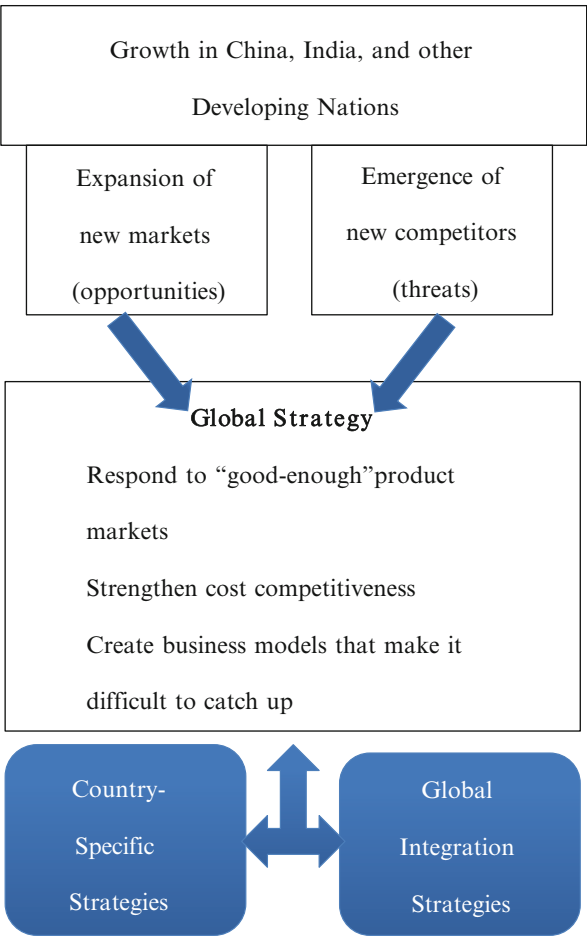 Growth in China, India, and other
Developing Nations
Expansion of
new markets
(opportunities)
Emergence of
new competitors
(threats)
Global Strategy
Respond to “good-enough”product
markets
Strengthen cost competitiveness
Create business models that make it
difficult to catch up
Country-
Specific
Strategies
Global
Integration
Strategies